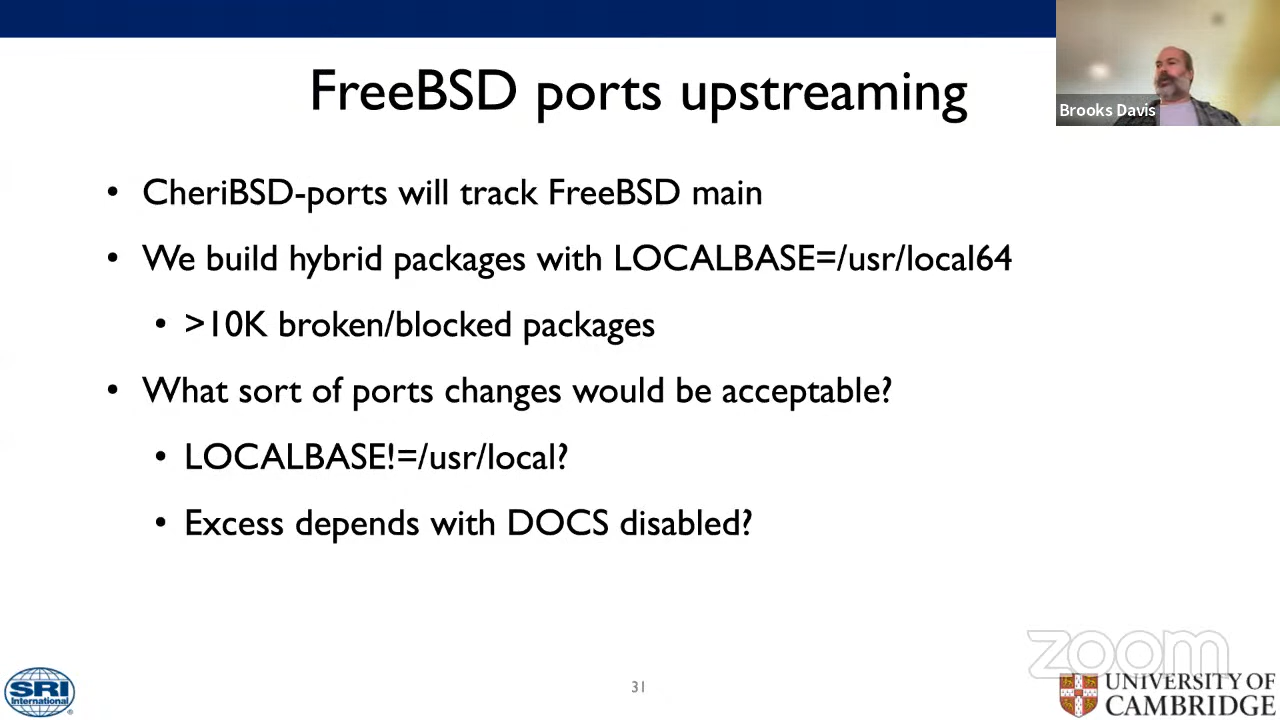 FreeBSD ports upstreaming
Brooks Davis
• CheriBSD-ports will track FreeBSD main
• We build hybrid packages with LOCALBASE=/usr/local64
• >10K broken/blocked packages
• What sort of ports changes would be acceptable?
• LOCALBASE!=/usr/local?
• Excess depends with DOCS disabled?
zoom
SRI
International
31
UNIVERSITY OF
CAMBRIDGE